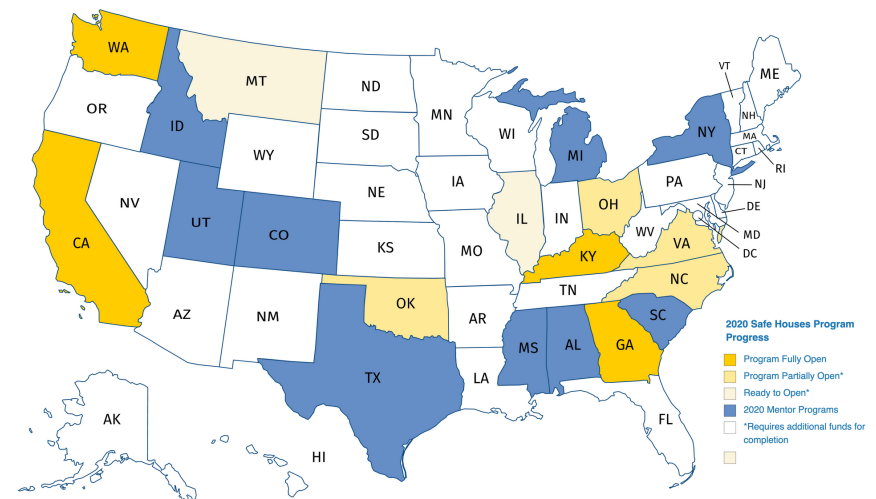 WA
MT
ND
MN
VT
ME
OR
ID
SD
WI
MI
NY
NH
MA
CT
RI
WY
NE
IA
PA
NJ
NV
UT
CO
IL
IN
OH
DE
CA
KS
MO
WV
VA
MD
DC
KY
AZ
NM
OK
AR
TN
NC
SC
MS
AL
GA
TX
LA
FL
AK
HI
2020 Safe Houses Program
Progress
Program Fully Open
Program Partially Open*
Ready to Open*
2020 Mentor Programs
*Requires additional funds for
completion